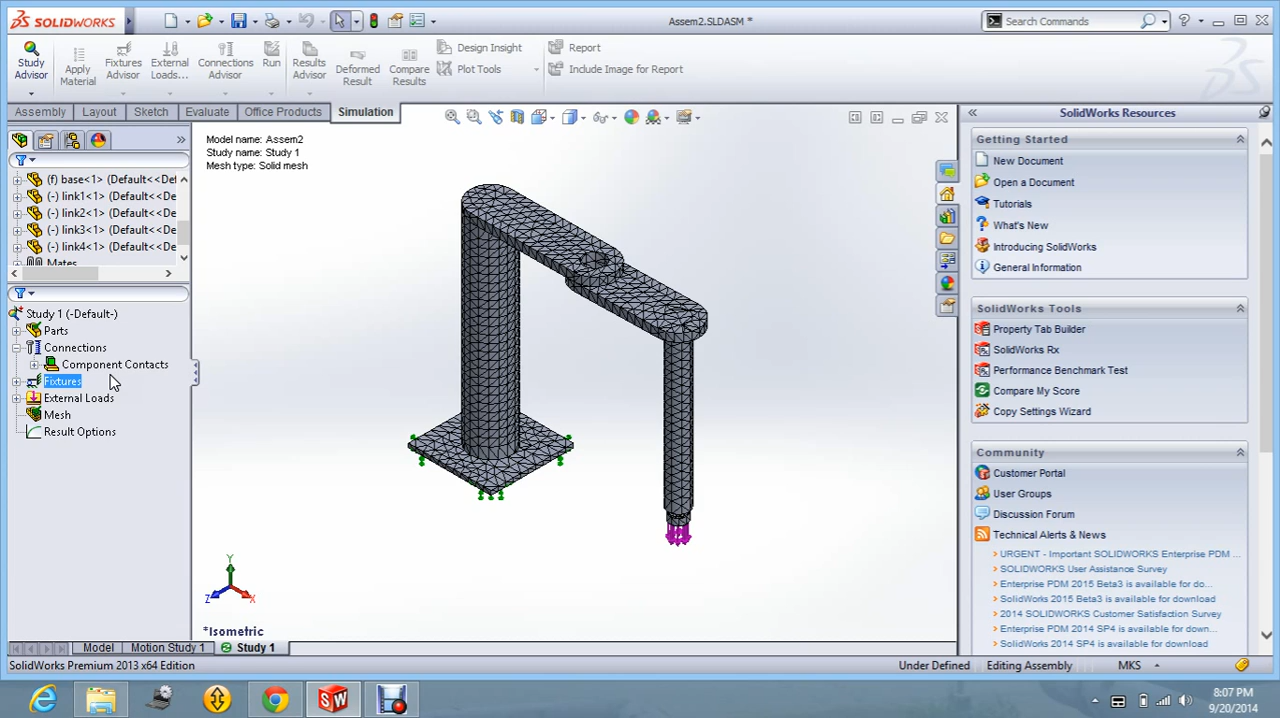 SOLIDWORKS
Assem2.SLDASM *
Search Commands
Study Advisor
Apply Material
Fixtures Advisor
External Loads...
Connections Advisor
Run
Results Advisor
Deformed Result
Compare Results
Design Insight
Plot Tools
Report
Include Image for Report
Assembly
Layout
Sketch
Evaluate
Office Products
Simulation
(f) base<1> (Default<<Def
(-) link1<1> (Default<<De
(-) link2<1> (Default<<De
(-) link3<1> (Default<<De
(-) link4<1> (Default<<De
Mates
Study 1 (-Default-)
Parts
Connections
Component Contacts
Fixtures
External Loads
Mesh
Result Options
Model name: Assem2
Study name: Study 1
Mesh type: Solid mesh
Y
Z
X
*Isometric
SolidWorks Resources
Getting Started
New Document
Open a Document
Tutorials
What's New
Introducing SolidWorks
General Information
SolidWorks Tools
Property Tab Builder
SolidWorks Rx
Performance Benchmark Test
Compare My Score
Copy Settings Wizard
Community
Customer Portal
User Groups
Discussion Forum
Technical Alerts & News
URGENT - Important SOLIDWORKS Enterprise PDM ...
SOLIDWORKS User Assistance Survey
Enterprise PDM 2015 Beta3 is available for do...
SolidWorks 2015 Beta3 is available for download
2014 SOLIDWORKS Customer Satisfaction Survey
Enterprise PDM 2014 SP4 is available for down...
SolidWorks 2014 SP4 is available for download
Model
Motion Study 1
Study 1
SolidWorks Premium 2013 x64 Edition
Under Defined
Editing Assembly
MKS
8:07 PM
9/20/2014